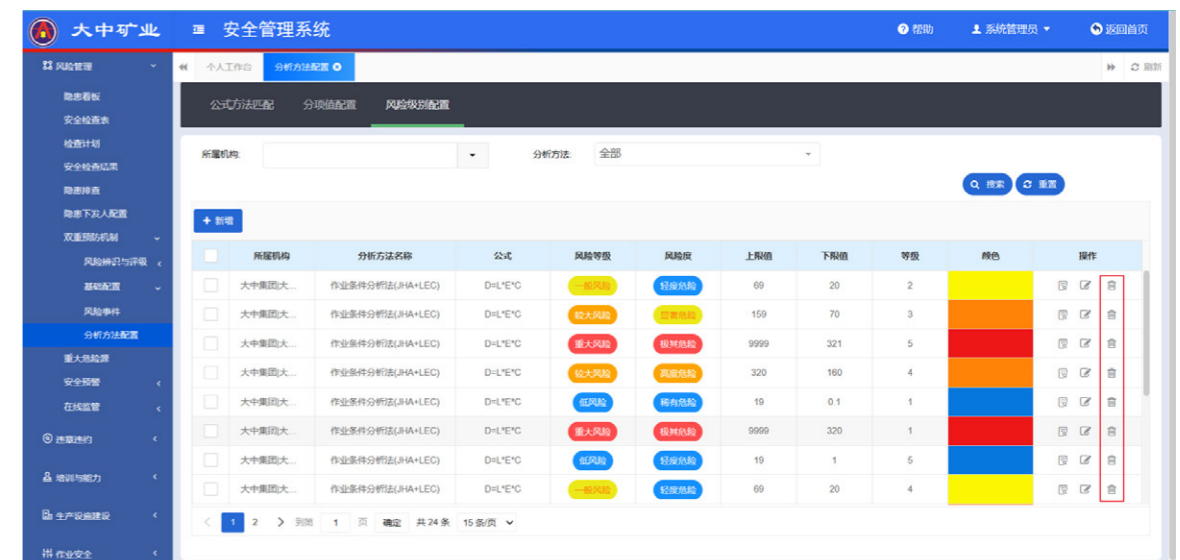 大中矿业 安全管理系统 帮助 系统管理员 返回首页
风险管理 个人工作台 分析方法配置 刷新
隐患看板
安全检查表
检查计划
安全检查结果
隐患排查
隐患下发人配置
双重预防机制
风险辨识与评级
基础配置
风险事件
分析方法配置
重大危险源
安全预警
在线监管
违章违约
培训与能力
生产设施建设
作业安全
公式方法匹配 分项值配置 风险级别配置
所属机构: 分析方法: 全部
搜索 重置
+ 新增
所属机构 分析方法名称 公式 风险等级 风险度 上限值 下限值 等级 颜色 操作
大中集团|大... 作业条件分析法(JHA+LEC) D=L*E*C 一般风险 轻度危险 69 20 2
大中集团|大... 作业条件分析法(JHA+LEC) D=L*E*C 较大风险 显著危险 159 70 3
大中集团|大... 作业条件分析法(JHA+LEC) D=L*E*C 重大风险 极其危险 9999 321 5
大中集团|大... 作业条件分析法(JHA+LEC) D=L*E*C 较大风险 高度危险 320 160 4
大中集团|大... 作业条件分析法(JHA+LEC) D=L*E*C 低风险 稀有危险 19 0.1 1
大中集团|大... 作业条件分析法(JHA+LEC) D=L*E*C 重大风险 极其危险 9999 320 1
大中集团|大... 作业条件分析法(JHA+LEC) D=L*E*C 低风险 轻度危险 19 1 5
大中集团|大... 作业条件分析法(JHA+LEC) D=L*E*C 一般风险 轻度危险 69 20 4
1 2 到第 1 页 确定 共 24 条 15 条/页